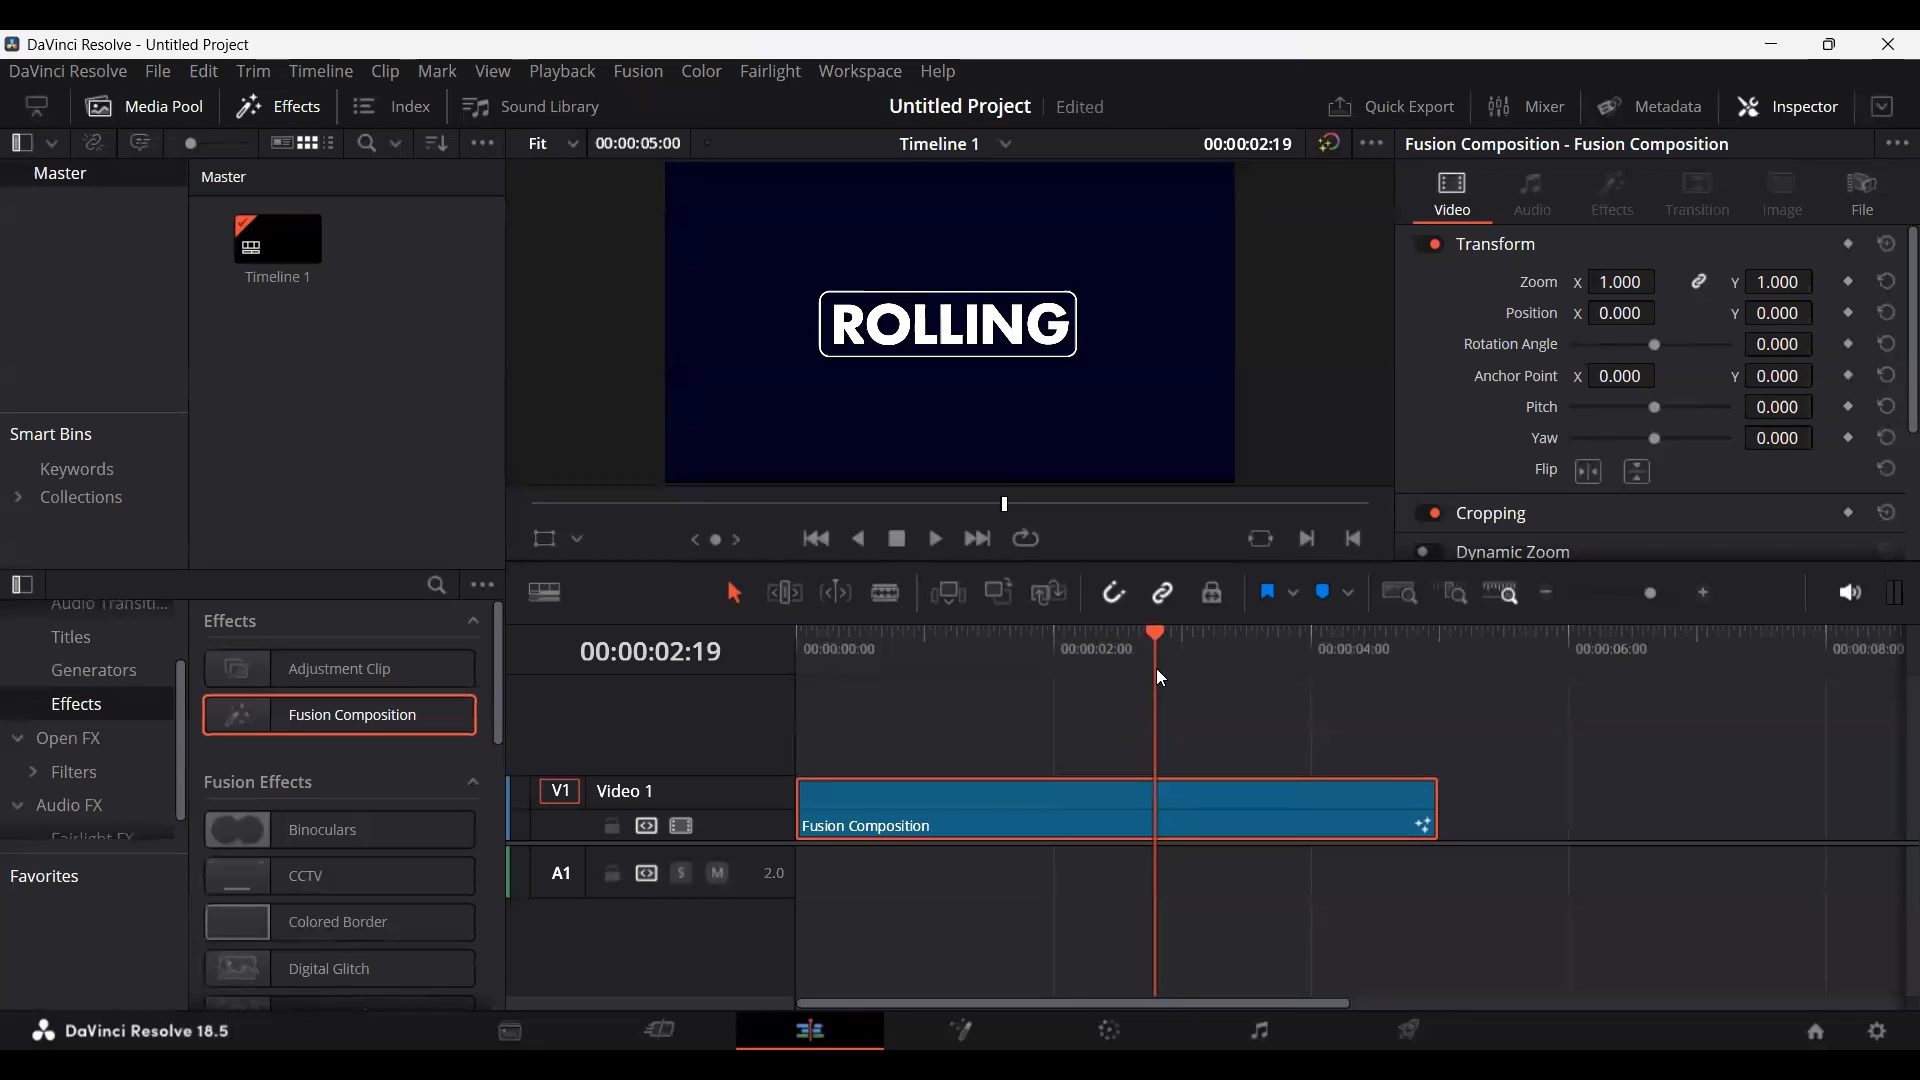 DaVinci Resolve - Untitled Project
DaVinci Resolve File Edit Trim Timeline Clip Mark View Playback Fusion Color Fairlight Workspace Help
Media Pool Effects Index Sound Library Untitled Project Edited Quick Export Mixer Metadata Inspector
Fit 00:00:05:00 Timeline 1 00:00:02:19 Fusion Composition - Fusion Composition
Master
Master
Timeline 1
Smart Bins
Keywords
Collections
ROLLING
Video Audio Effects Transition Image File
Transform
Zoom X 1.000 Y 1.000
Position X 0.000 Y 0.000
Rotation Angle 0.000
Anchor Point X 0.000 Y 0.000
Pitch 0.000
Yaw 0.000
Flip
Cropping
Dynamic Zoom
Audio Transiti...
Titles
Generators
Effects
Open FX
Filters
Audio FX
Fairlight FX
Favorites
Effects
Adjustment Clip
Fusion Composition
Fusion Effects
Binoculars
CCTV
Colored Border
Digital Glitch
00:00:02:19 00:00:00:00 00:00:02:00 00:00:04:00 00:00:06:00 00:00:08:00
V1 Video 1
Fusion Composition
A1 S M 2.0
DaVinci Resolve 18.5